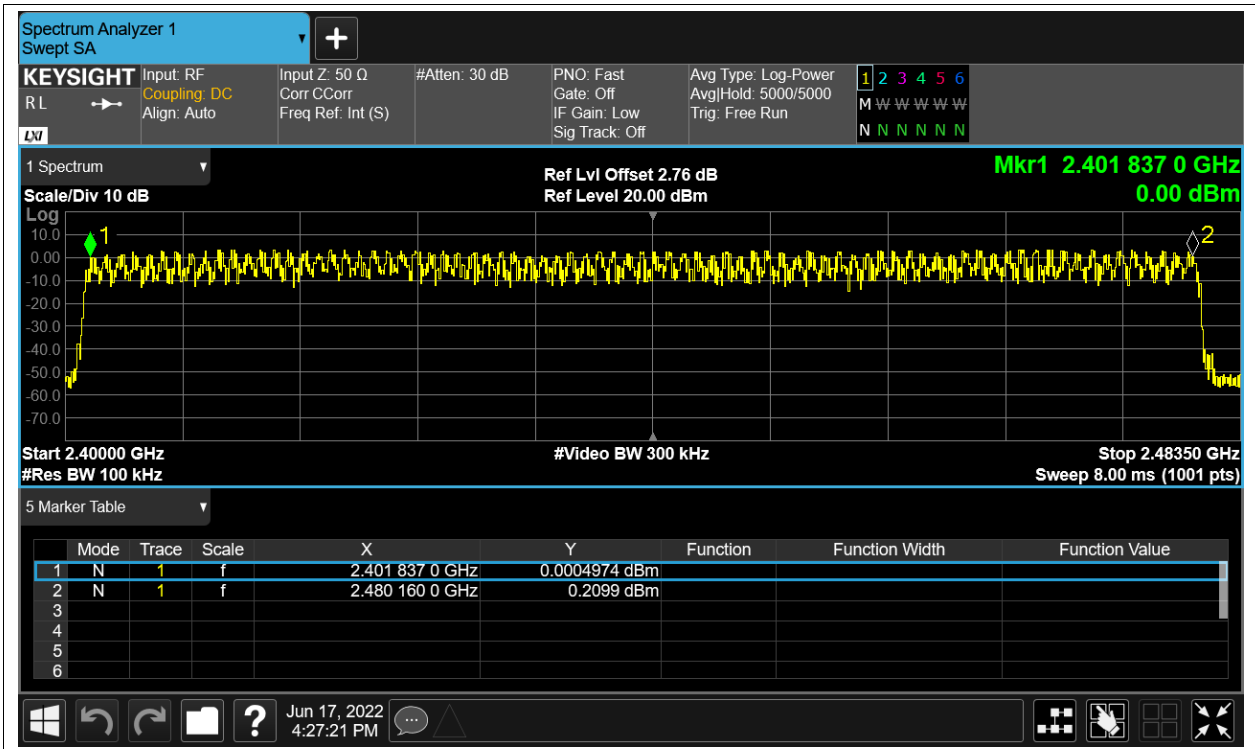 Spectrum Analyzer 1
Swept SA
+
KEYSIGHT Input: RF Input Z: 50 Ω #Atten: 30 dB PNO: Fast Avg Type: Log-Power 1 2 3 4 5 6
R L Coupling: DC Corr CCorr Gate: Off Avg|Hold: 5000/5000 M W W W W W
Align: Auto Freq Ref: Int (S) IF Gain: Low Trig: Free Run
LXI Sig Track: Off N N N N N N
1 Spectrum
Ref Lvl Offset 2.76 dB Mkr1 2.401 837 0 GHz
Scale/Div 10 dB Ref Level 20.00 dBm 0.00 dBm
Log
10.0
0.00
-10.0
-20.0
-30.0
-40.0
-50.0
-60.0
-70.0
1
2
Start 2.40000 GHz #Video BW 300 kHz Stop 2.48350 GHz
#Res BW 100 kHz Sweep 8.00 ms (1001 pts)
5 Marker Table
Mode Trace Scale X Y Function Function Width Function Value
1 N 1 f 2.401 837 0 GHz 0.0004974 dBm
2 N 1 f 2.480 160 0 GHz 0.2099 dBm
3
4
5
6
? Jun 17, 2022
4:27:21 PM